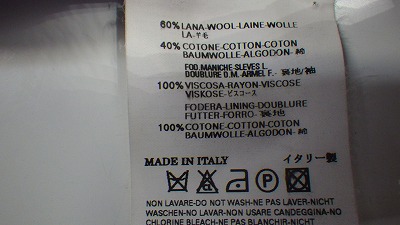 60% LANA-WOOL-LAINE-WOLLE
LA-羊毛
40% COTONE-COTTON-COTON
BAUMWOLLE-ALGODON-綿
FOD.MANICHE-SLEVES L.
DOUBLURE D.M.-ARMEL F.-裏地/袖
100% VISCOSA-RAYON-VISCOSE
VISKOSE-ビスコース
FODERA-LINING-DOUBLURE
FUTTER-FORRO-裏地
100% COTONE-COTTON-COTON
BAUMWOLLE-ALGODON-綿
MADE IN ITALY イタリー製
P
NON LAVARE-DO NOT WASH-NE PAS LAVER-NICHT
WASCHEN-NO LAVAR-NON USARE CANDEGGINA-NO
CHLORINE BLEACH-NE PAS BLANCHIR-NICHT